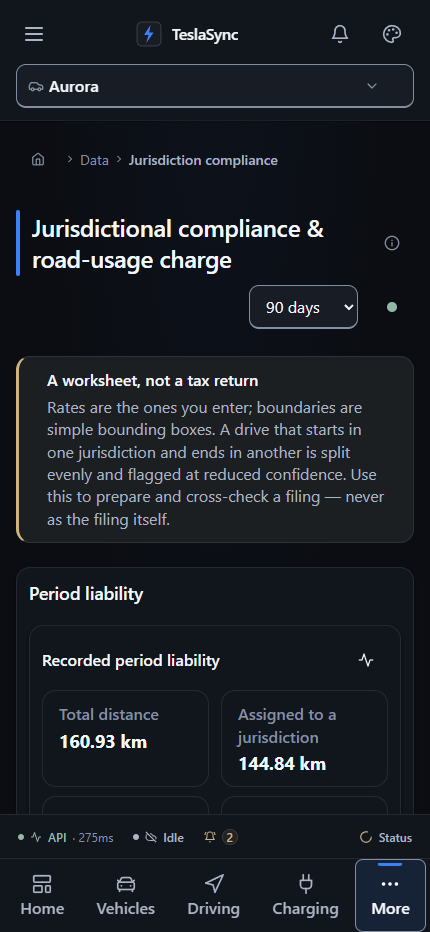 TeslaSync
Aurora
Data
Jurisdiction compliance
Jurisdictional compliance &
road-usage charge
90 days
A worksheet, not a tax return
Rates are the ones you enter; boundaries are
simple bounding boxes. A drive that starts in
one jurisdiction and ends in another is split
evenly and flagged at reduced confidence. Use
this to prepare and cross-check a filing — never
as the filing itself.
Period liability
Recorded period liability
Total distance
160.93 km
Assigned to a
jurisdiction
144.84 km
API · 275ms
Idle
2
Status
Home
Vehicles
Driving
Charging
More